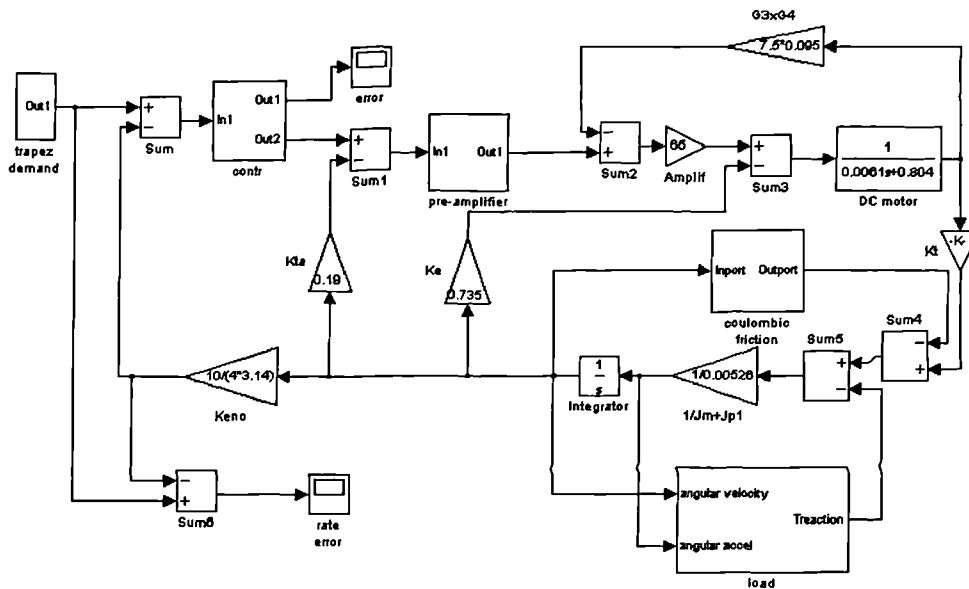 G3xG4
7.5*0.095
Out1
trapez
demand
Sum
In1
Out1
Out2
contr
error
Sum1
In1
Out1
pre-amplifier
Sum2
66
Amplif
Sum3
1
0.0061s+0.804
DC motor
-K-
Kt
Kta
0.19
Ke
0.735
Inport
Outport
coulombic
friction
Sum4
Sum5
10/(4*3.14)
Keno
1
s
Integrator
1/0.00526
1/Jm+Jp1
Sum6
rate
error
angular velocity
angular accel
Treaction
load